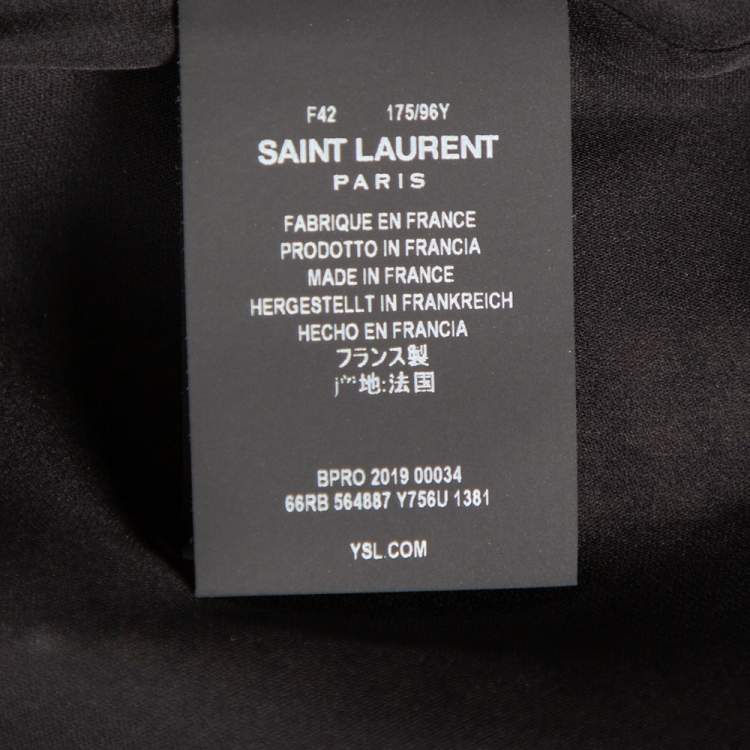 F42 175/96Y
SAINT LAURENT
PARIS
FABRIQUE EN FRANCE
PRODOTTO IN FRANCIA
MADE IN FRANCE
HERGESTELLT IN FRANKREICH
HECHO EN FRANCIA
フランス製
地:法国
BPRO 2019 00034
66RB 564887 Y756U 1381
YSL.COM